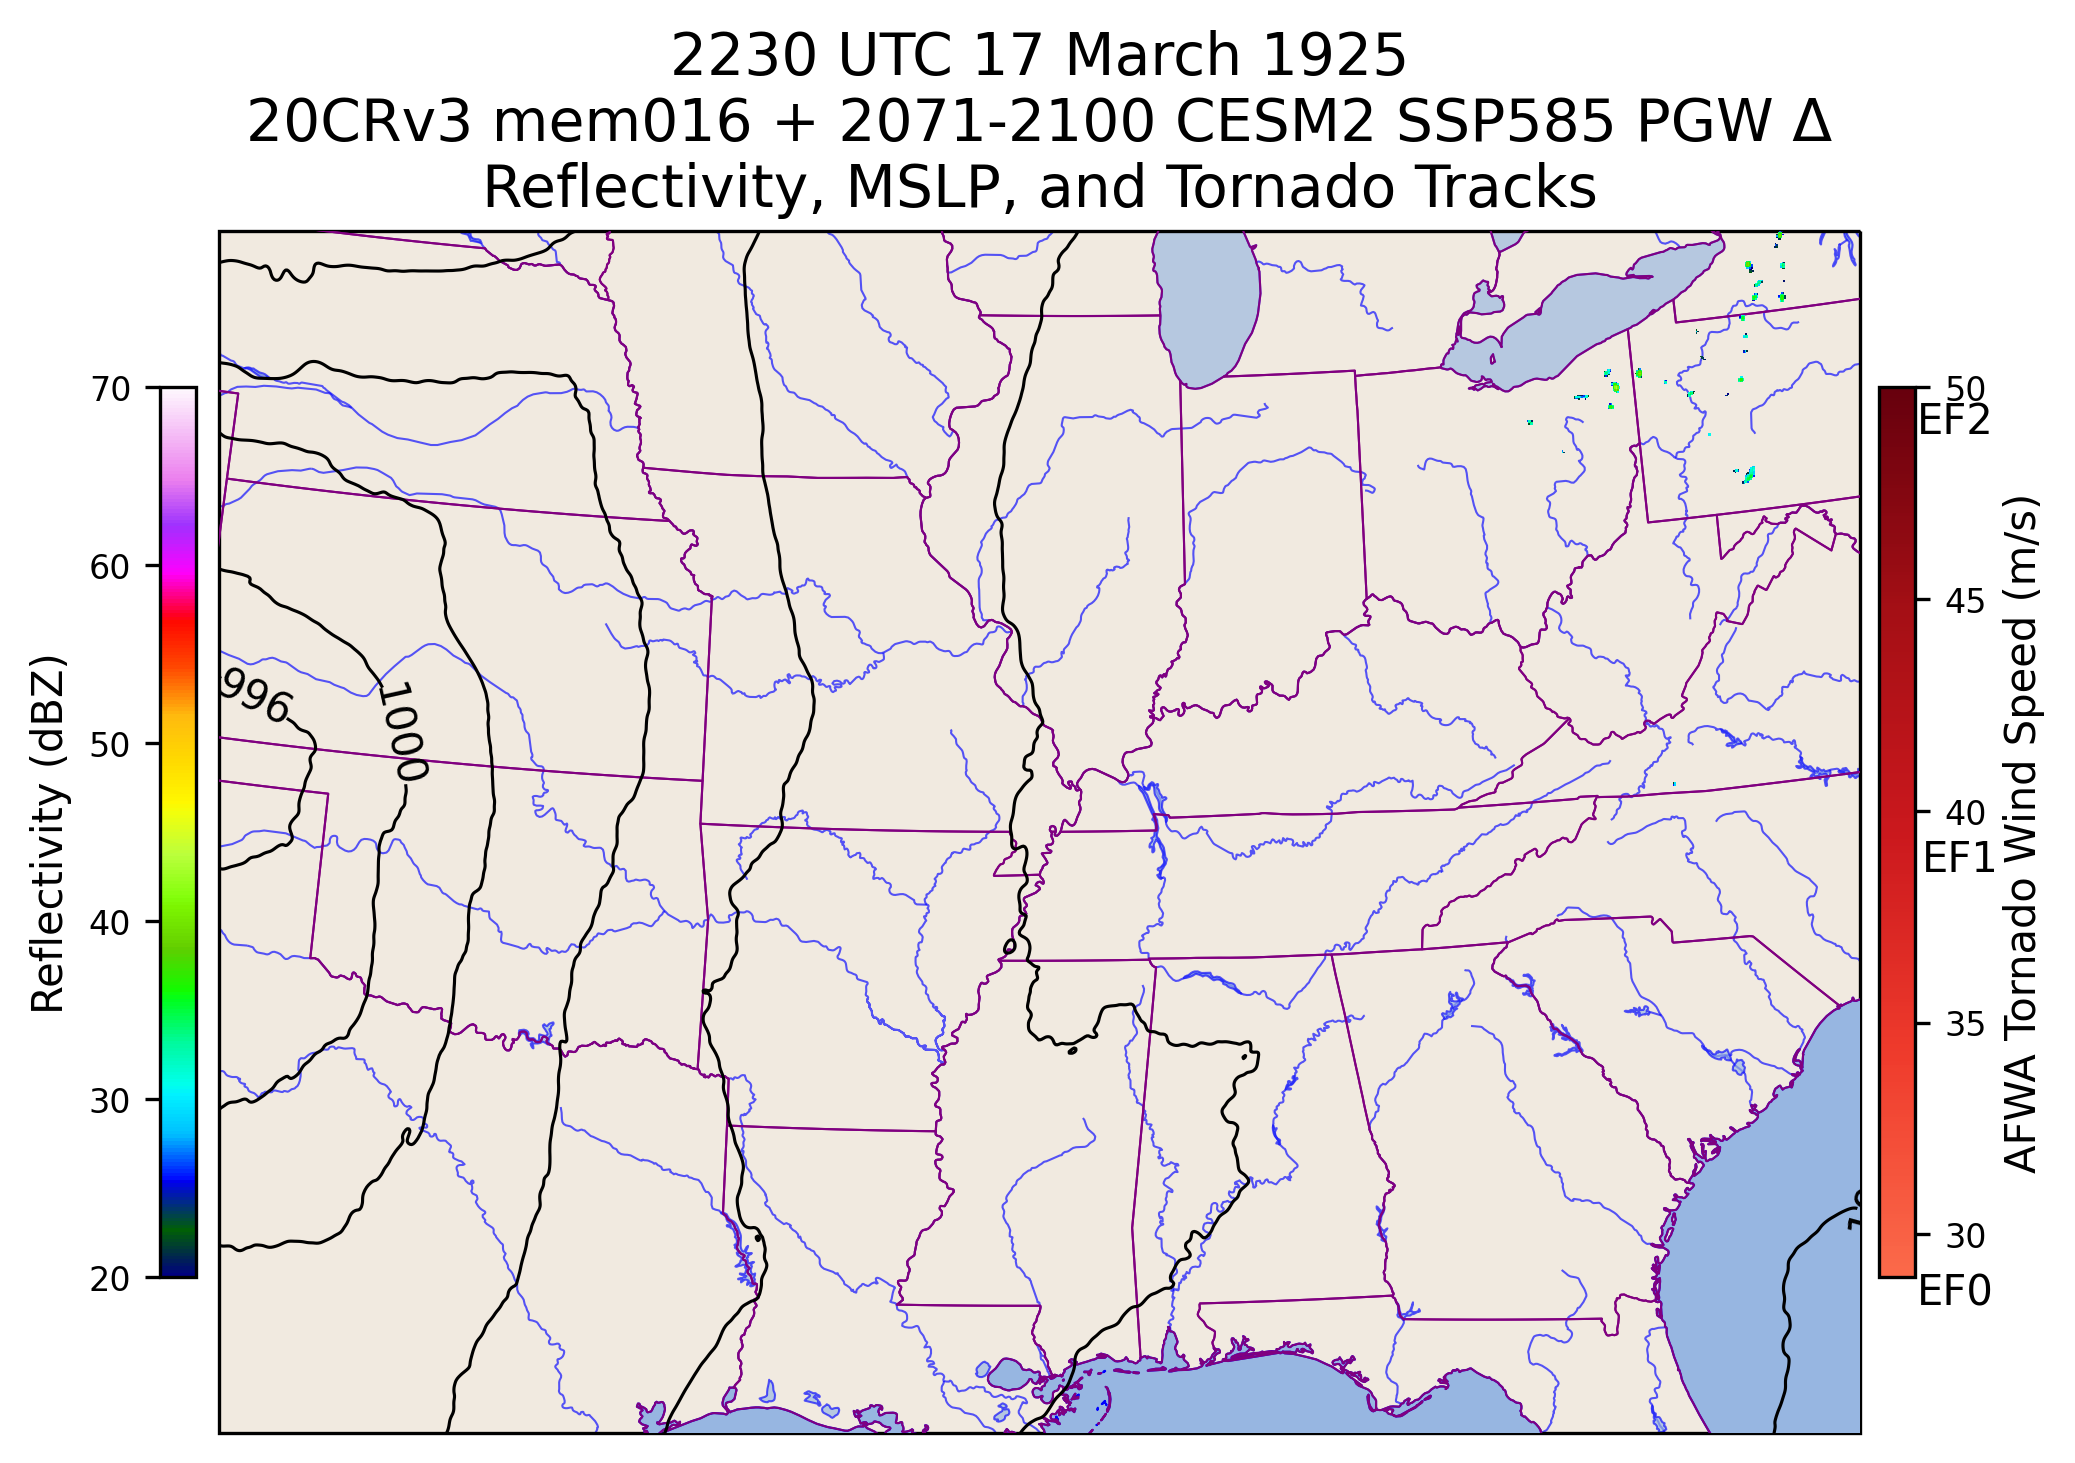 2230 UTC 17 March 1925
20CRv3 mem016 + 2071-2100 CESM2 SSP585 PGW Δ
Reflectivity, MSLP, and Tornado Tracks
Reflectivity (dBZ)
70
60
50
40
30
20
996
1000
50
EF2
45
40
EF1
35
30
EF0
AFWA Tornado Wind Speed (m/s)